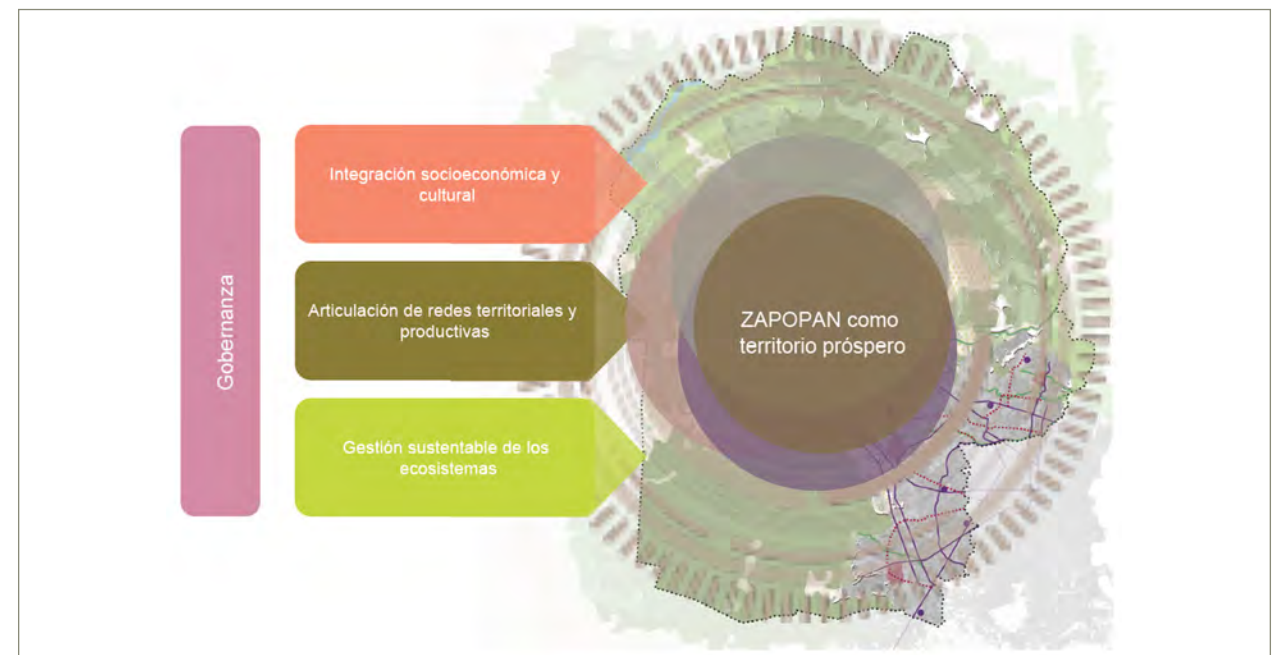 Gobernanza
Integración socioeconómica y
cultural
Articulación de redes territoriales y
productivas
Gestión sustentable de los
ecosistemas
ZAPOPAN como
territorio próspero